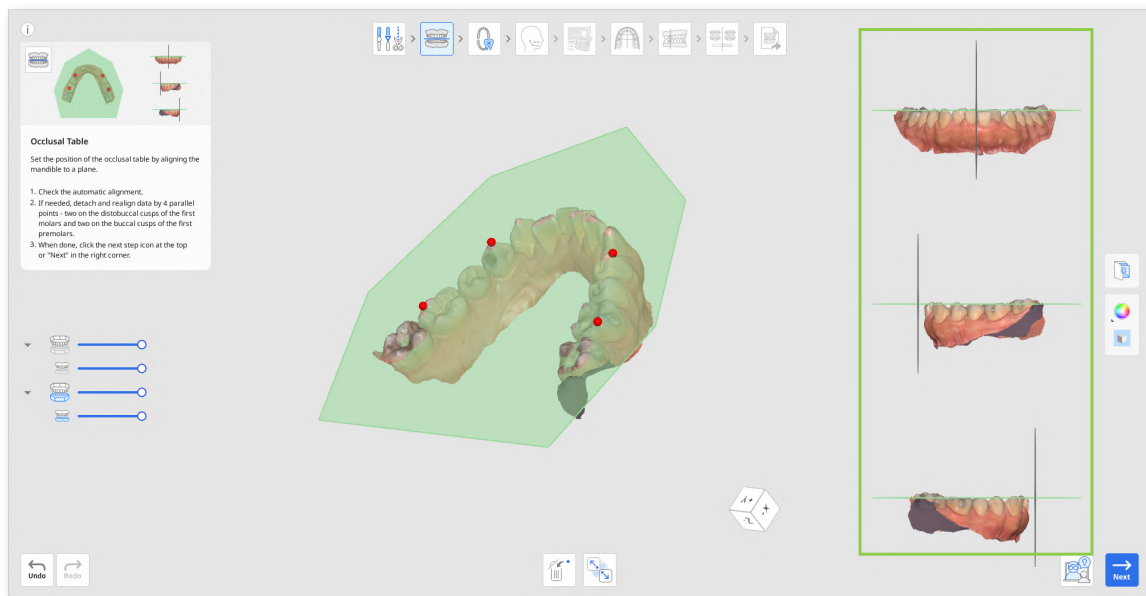 Occlusal Table
Set the position of the occlusal table by aligning the
mandible to a plane.
1. Check the automatic alignment.
2. If needed, detach and realign data by 4 parallel
points - two on the distobuccal cusps of the first
molars and two on the buccal cusps of the first
premolars.
3. When done, click the next step icon at the top
or "Next" in the right corner.
Undo
Redo
Next